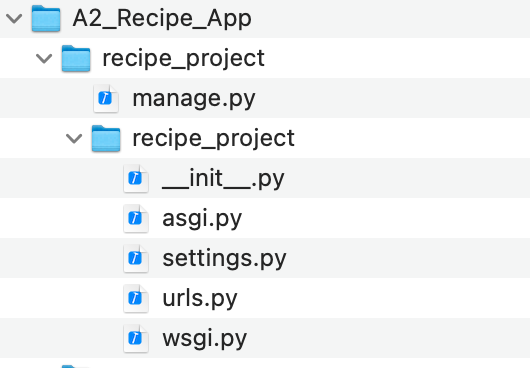 A2_Recipe_App
recipe_project
manage.py
recipe_project
__init__.py
asgi.py
settings.py
urls.py
wsgi.py